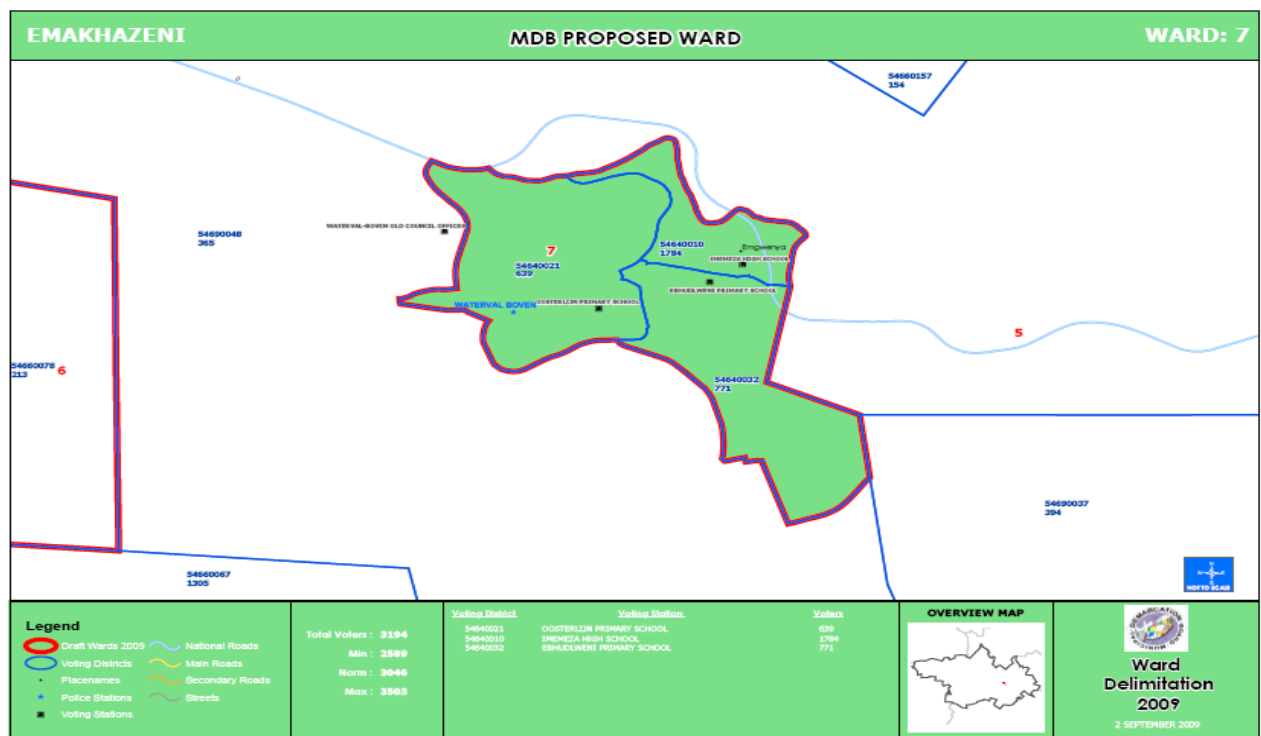 EMAKHAZENI
MDB PROPOSED WARD
WARD: 7
54660157
154
54690048
365
WATERVAL-BOVEN OLD COUNCIL OFFICES
7
54640021
639
54640010
1784
Emgwenya
IMEMEZA HIGH SCHOOL
EBHUDLWENI PRIMARY SCHOOL
WATERVAL BOVEN
OOSTERLIJN PRIMARY SCHOOL
5
54660078
213
6
54640032
771
54690037
394
54660067
1305
NOT TO SCALE
Legend
Draft Wards 2009
Voting Districts
Placenames
Police Stations
Voting Stations
National Roads
Main Roads
Secondary Roads
Streets
Total Voters : 3194
Min : 2589
Norm : 3046
Max : 3503
Voting District Voting Station Voters
54640021 OOSTERLIJN PRIMARY SCHOOL 639
54640010 IMEMEZA HIGH SCHOOL 1784
54640032 EBHUDLWENI PRIMARY SCHOOL 771
OVERVIEW MAP
Ward
Delimitation
2009
2 SEPTEMBER 2009